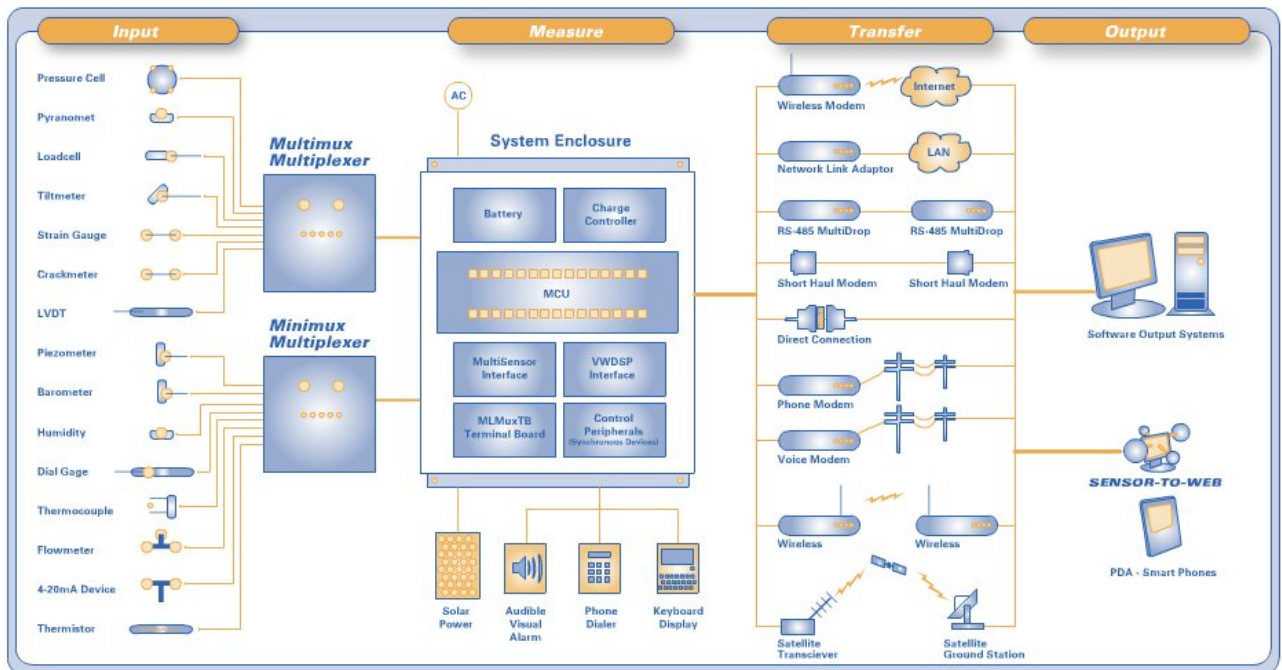 Input
Measure
Transfer
Output
Pressure Cell
Pyranomet
Loadcell
Tiltmeter
Strain Gauge
Crackmeter
LVDT
Piezometer
Barometer
Humidity
Dial Gage
Thermocouple
Flowmeter
4-20mA Device
Thermistor
Multimux
Multiplexer
Minimux
Multiplexer
AC
System Enclosure
Battery
Charge
Controller
MCU
MultiSensor
Interface
VWDSP
Interface
MLMuxTB
Terminal Board
Control
Peripherals
(Synchronous Devices)
Solar
Power
Audible
Visual
Alarm
Phone
Dialer
Keyboard
Display
Wireless Modem
Internet
Network Link Adaptor
LAN
RS-485 MultiDrop
RS-485 MultiDrop
Short Haul Modem
Short Haul Modem
Direct Connection
Phone Modem
Voice Modem
Wireless
Wireless
Satellite
Transciever
Satellite
Ground Station
Software Output Systems
SENSOR-TO-WEB
PDA - Smart Phones